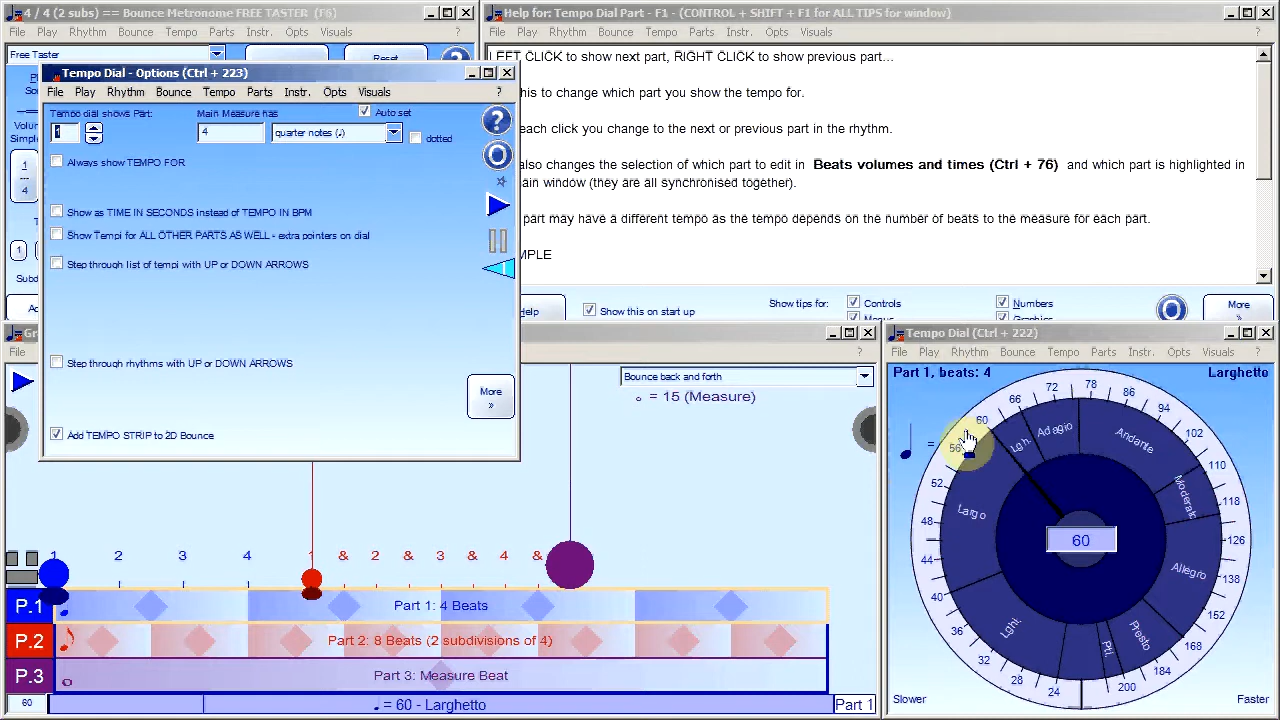 4 / 4 (2 subs) == Bounce Metronome FREE TASTER (F6)
File Play Rhythm Bounce Tempo Parts Instr. Opts Visuals ?
Free Taster
Reset
Help for: Tempo Dial Part - F1 - (CONTROL + SHIFT + F1 for ALL TIPS for window)
File Play Rhythm Bounce Tempo Parts Instr. Opts Visuals
LEFT CLICK to show next part, RIGHT CLICK to show previous part...
this to change which part you show the tempo for.
each click you change to the next or previous part in the rhythm.
also changes the selection of which part to edit in Beats volumes and times (Ctrl + 76) and which part is highlighted in
ain window (they are all synchronised together).
part may have a different tempo as the tempo depends on the number of beats to the measure for each part.
MPLE
Help
Show this on start up
Show tips for:
Controls
Numbers
More
»
Tempo Dial - Options (Ctrl + 223)
File Play Rhythm Bounce Tempo Parts Instr. Opts Visuals ?
Tempo dial shows Part:
Main Measure has
Auto set
1
4
quarter notes (♩)
dotted
Always show TEMPO FOR
Show as TIME IN SECONDS instead of TEMPO IN BPM
Show Tempi for ALL OTHER PARTS AS WELL - extra pointers on dial
Step through list of tempi with UP or DOWN ARROWS
Step through rhythms with UP or DOWN ARROWS
More
»
Add TEMPO STRIP to 2D Bounce
Volum
Simple
1
4
1
Subd
File
?
Bounce back and forth
= 15 (Measure)
1 2 3 4 1 & 2 & 3 & 4 &
P.1 Part 1: 4 Beats
P.2 Part 2: 8 Beats (2 subdivisions of 4)
P.3 Part 3: Measure Beat
60 ♩ = 60 - Larghetto Part 1
Tempo Dial (Ctrl + 222)
File Play Rhythm Bounce Tempo Parts Instr. Opts Visuals ?
Part 1, beats: 4 Larghetto
♩ =
24 28 32 36 40 44 48 52 56 60 66 72 78 86 94 102 110 118 126 138 152 168 184 200
Lght. Largo Lgh. Adagio Andante Moderato Allegro Presto Ptl.
60
Slower Faster